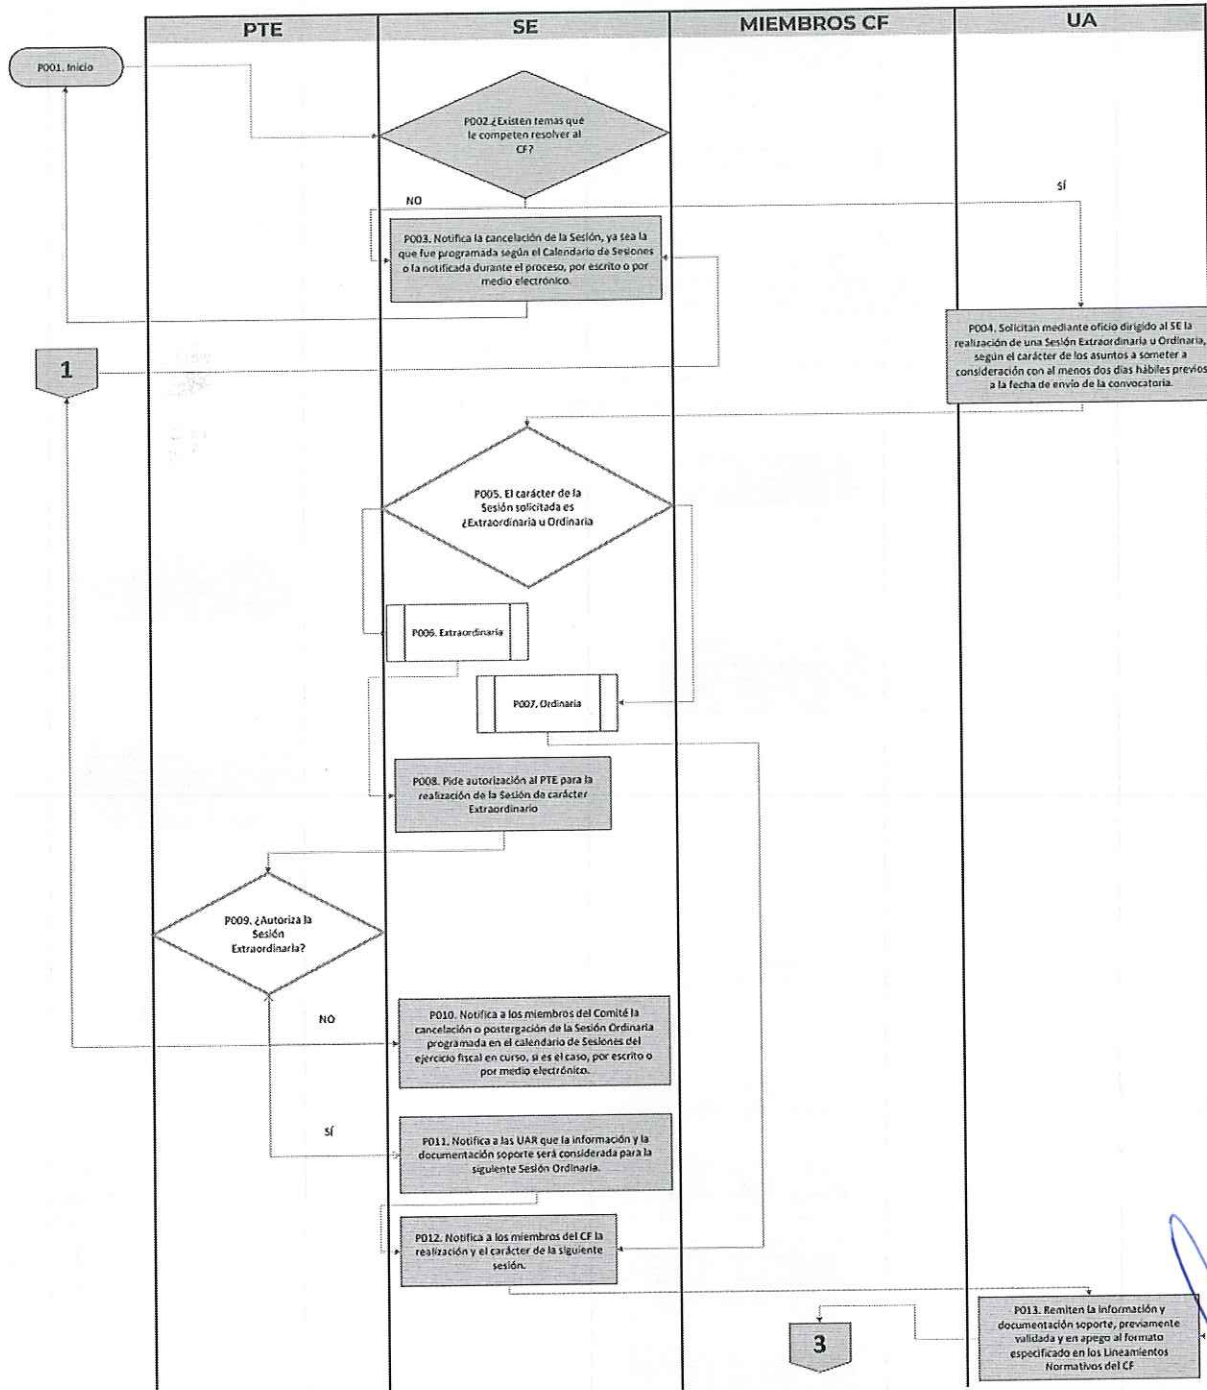 PTE
SE
MIEMBROS CF
UA
P001. Inicio
P002.¿Existen temas que
le competen resolver al
CF?
NO
SÍ
P003. Notifica la cancelación de la Sesión, ya sea la
que fue programada según el Calendario de Sesiones
o la notificada durante el proceso, por escrito o por
medio electrónico.
P004. Solicitan mediante oficio dirigido al SE la
realización de una Sesión Extraordinaria u Ordinaria,
según el carácter de los asuntos a someter a
consideración con al menos dos días hábiles previos
a la fecha de envío de la convocatoria.
1
P005. El carácter de la
Sesión solicitada es
¿Extraordinaria u Ordinaria
P006. Extraordinaria
P007. Ordinaria
P008. Pide autorización al PTE para la
realización de la Sesión de carácter
Extraordinario
P009. ¿Autoriza la
Sesión
Extraordinaria?
NO
P010. Notifica a los miembros del Comité la
cancelación o postergación de la Sesión Ordinaria
programada en el calendario de Sesiones del
ejercicio fiscal en curso, si es el caso, por escrito o
por medio electrónico.
SÍ
P011. Notifica a las UAR que la información y la
documentación soporte será considerada para la
siguiente Sesión Ordinaria.
P012. Notifica a los miembros del CF la
realización y el carácter de la siguiente
sesión.
P013. Remiten la información y
documentación soporte, previamente
validada y en apego al formato
especificado en los Lineamientos
Normativos del CF
3